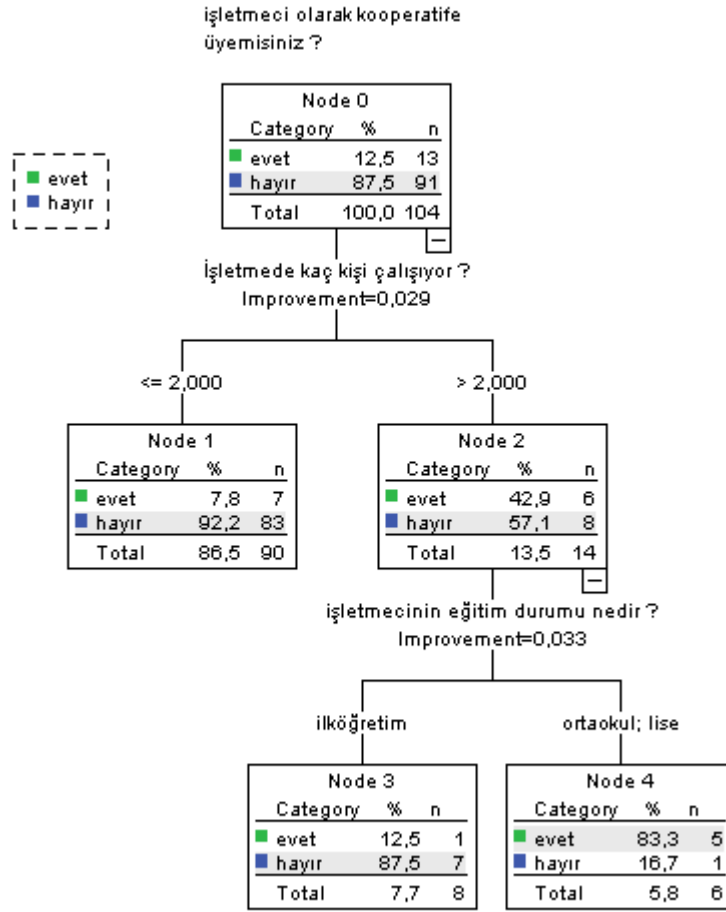 işletmeci olarak kooperatife
üyemisiniz ?
evet
hayır
Node 0
Category % n
evet 12,5 13
hayır 87,5 91
Total 100,0 104
İşletmede kaç kişi çalışıyor ?
Improvement=0,029
<= 2,000
> 2,000
Node 1
Category % n
evet 7,8 7
hayır 92,2 83
Total 86,5 90
Node 2
Category % n
evet 42,9 6
hayır 57,1 8
Total 13,5 14
işletmecinin eğitim durumu nedir ?
Improvement=0,033
ilköğretim
ortaokul; lise
Node 3
Category % n
evet 12,5 1
hayır 87,5 7
Total 7,7 8
Node 4
Category % n
evet 83,3 5
hayır 16,7 1
Total 5,8 6